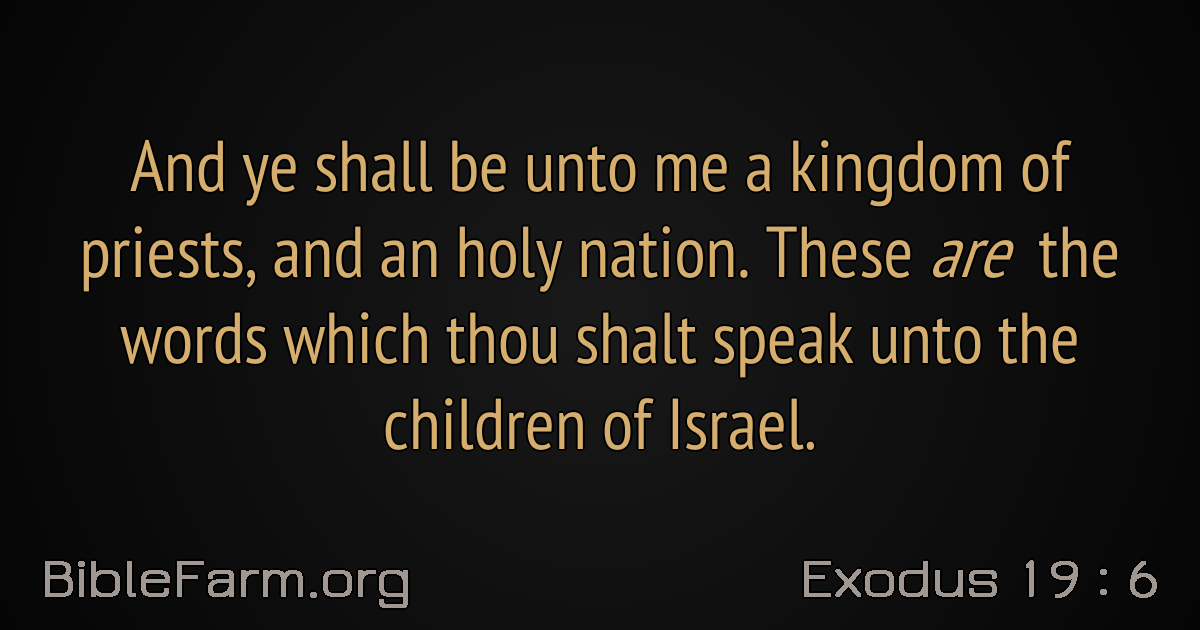 And ye shall be unto me a kingdom of
priests, and an holy nation. These are the
words which thou shalt speak unto the
children of Israel.
BibleFarm.org
Exodus 19 : 6